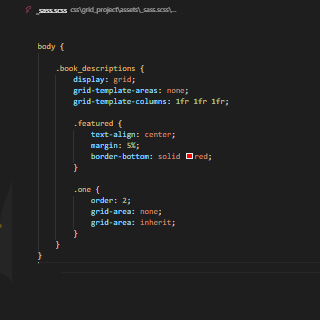 _sass.scss css\grid_project\assets\_sass.scss\...
body {
.book_descriptions {
display: grid;
grid-template-areas: none;
grid-template-columns: 1fr 1fr 1fr;
.featured {
text-align: center;
margin: 5%;
border-bottom: solid red;
}
.one {
order: 2;
grid-area: none;
grid-area: inherit;
}
}
}